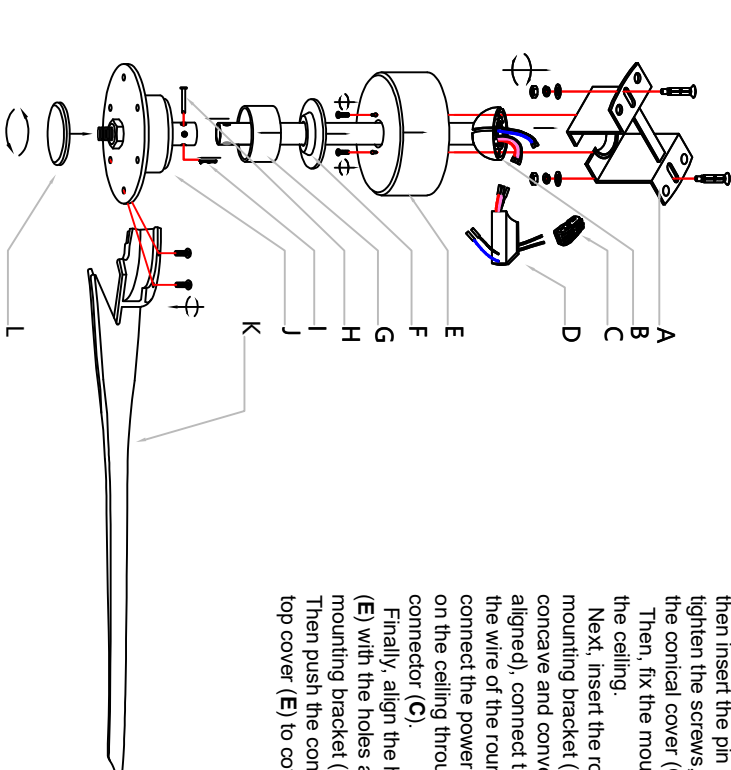 A
B
C
D
E
F
G
H
I
J
K
L
then insert the pin
tighten the screws,
the conical cover (
Then, fix the mou
the ceiling.
Next, insert the ro
mounting bracket (
concave and conve
aligned), connect t
the wire of the roun
connect the power
on the ceiling throu
connector (C).
Finally, align the h
(E) with the holes a
mounting bracket (
Then push the con
top cover (E) to co